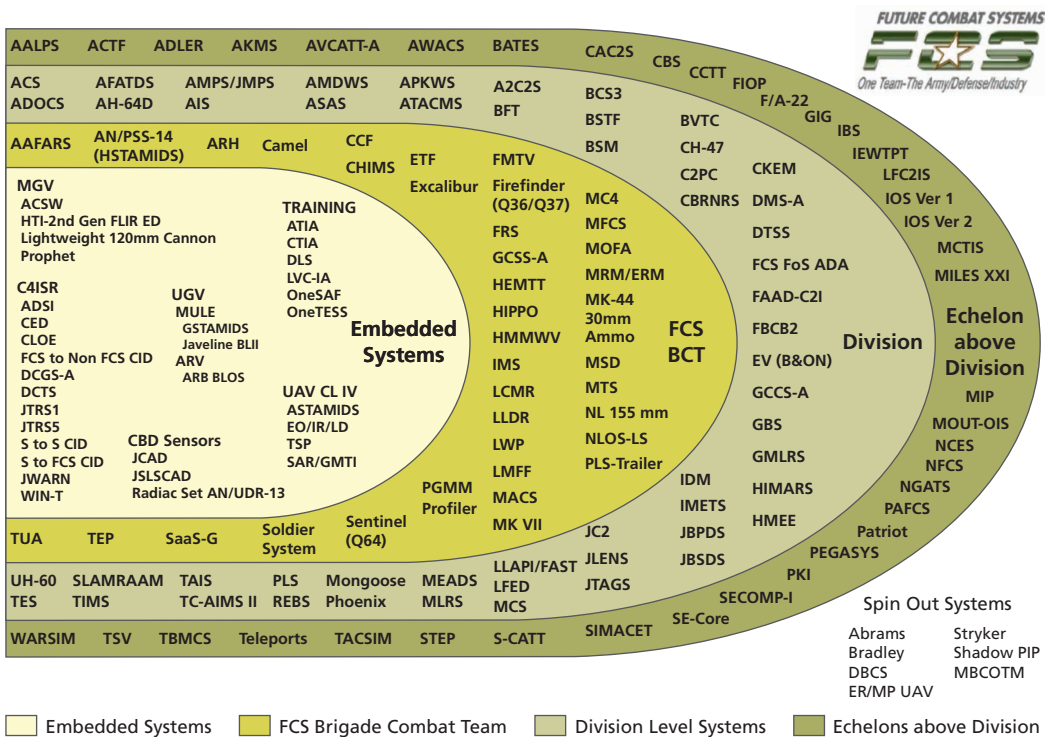 FUTURE COMBAT SYSTEMS
FCS
One Team-The Army/Defense/Industry
AALPS ACTF ADLER AKMS AVCATT-A AWACS BATES CAC2S CBS CCTT FIOP F/A-22 GIG IBS IEWTPT LFC2IS IOS Ver 1 IOS Ver 2 MCTIS MILES XXI
Echelon
above
Division
MIP
MOUT-OIS
NCES
NFCS
NGATS
PAFCS
Patriot
PEGASYS
PKI
SECOMP-I
SE-Core
SIMACET
WARSIM TSV TBMCS Teleports TACSIM STEP S-CATT
ACS AFATDS AMPS/JMPS AMDWS APKWS A2C2S
ADOCS AH-64D AIS ASAS ATACMS BFT
BCS3
BSTF
BSM
BVTC
CH-47
C2PC
CBRNRS
CKEM
DMS-A
DTSS
FCS FoS ADA
FAAD-C2I
FBCB2
EV (B&ON)
GCCS-A
GBS
GMLRS
HIMARS
HMEE
Division
IDM
IMETS
JBPDS
JBSDS
JC2
JLENS
JTAGS
LLAPI/FAST
LFED
MCS
UH-60 SLAMRAAM TAIS PLS Mongoose MEADS
TES TIMS TC-AIMS II REBS Phoenix MLRS
AAFARS AN/PSS-14
(HSTAMIDS) ARH Camel CCF
CHIMS
ETF
Excalibur
FMTV
Firefinder
(Q36/Q37)
FRS
GCSS-A
HEMTT
HIPPO
HMMWV
IMS
LCMR
LLDR
LWP
LMFF
MACS
MK VII
MC4
MFCS
MOFA
MRM/ERM
MK-44
30mm
Ammo
MSD
MTS
NL 155 mm
NLOS-LS
PLS-Trailer
FCS
BCT
PGMM
Profiler
Sentinel
(Q64)
Soldier
System
TUA TEP SaaS-G
MGV
ACSW
HTI-2nd Gen FLIR ED
Lightweight 120mm Cannon
Prophet
C4ISR
ADSI
CED
CLOE
FCS to Non FCS CID
DCGS-A
DCTS
JTRS1
JTRS5
S to S CID
S to FCS CID
JWARN
WIN-T
UGV
MULE
GSTAMIDS
Javeline BLII
ARV
ARB BLOS
CBD Sensors
JCAD
JSLSCAD
Radiac Set AN/UDR-13
TRAINING
ATIA
CTIA
DLS
LVC-IA
OneSAF
OneTESS
Embedded
Systems
UAV CL IV
ASTAMIDS
EO/IR/LD
TSP
SAR/GMTI
Spin Out Systems
Abrams Stryker
Bradley Shadow PIP
DBCS MBCOTM
ER/MP UAV
Embedded Systems FCS Brigade Combat Team Division Level Systems Echelons above Division